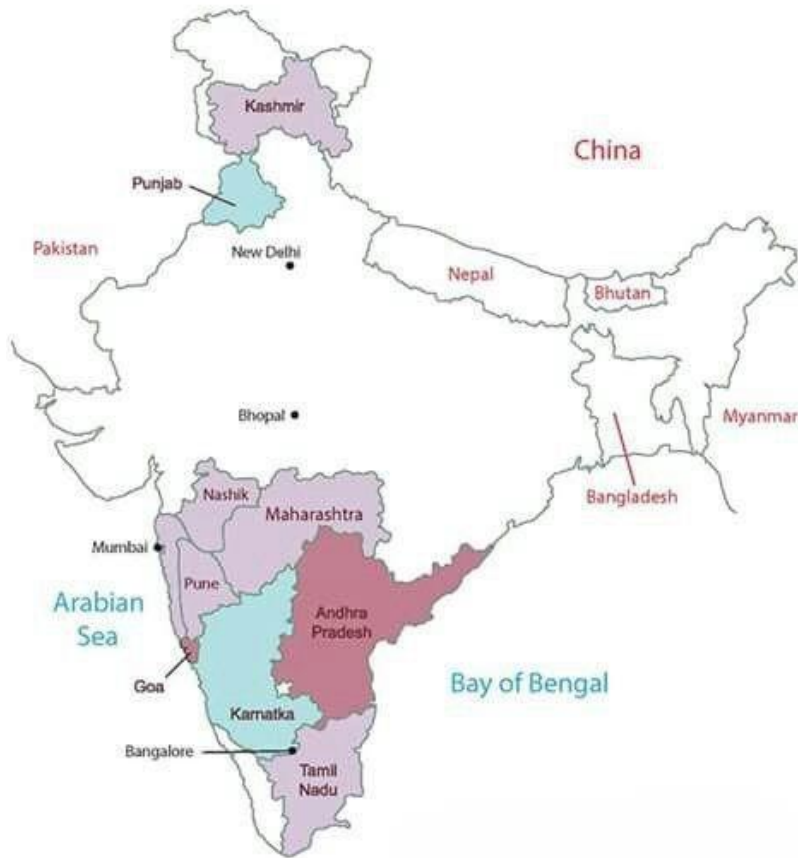 Kashmir
China
Punjab
Pakistan
New Delhi
Nepal
Bhutan
Bhopal
Myanmar
Nashik
Bangladesh
Maharashtra
Mumbai
Pune
Arabian
Sea
Andhra
Pradesh
Goa
Bay of Bengal
Karnatka
Bangalore
Tamil
Nadu